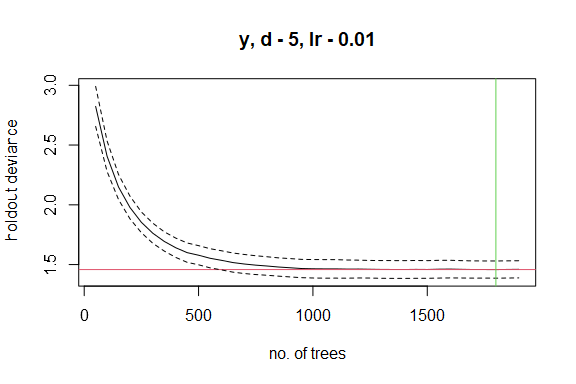 y, d - 5, lr - 0.01
holdout deviance
3.0
2.5
2.0
1.5
0 500 1000 1500
no. of trees